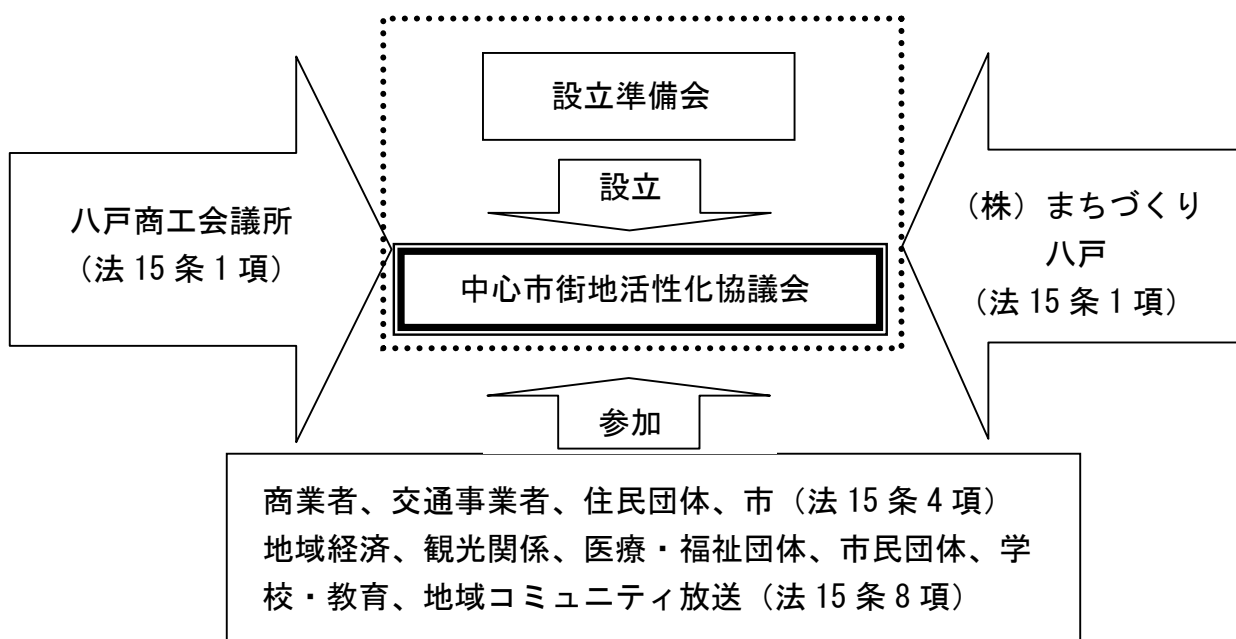 設立準備会
設立
八戸商工会議所
（法 15 条 1 項）
中心市街地活性化協議会
（株）まちづくり
八戸
（法 15 条 1 項）
参加
商業者、交通事業者、住民団体、市（法 15 条 4 項）
地域経済、観光関係、医療・福祉団体、市民団体、学
校・教育、地域コミュニティ放送（法 15 条 8 項）